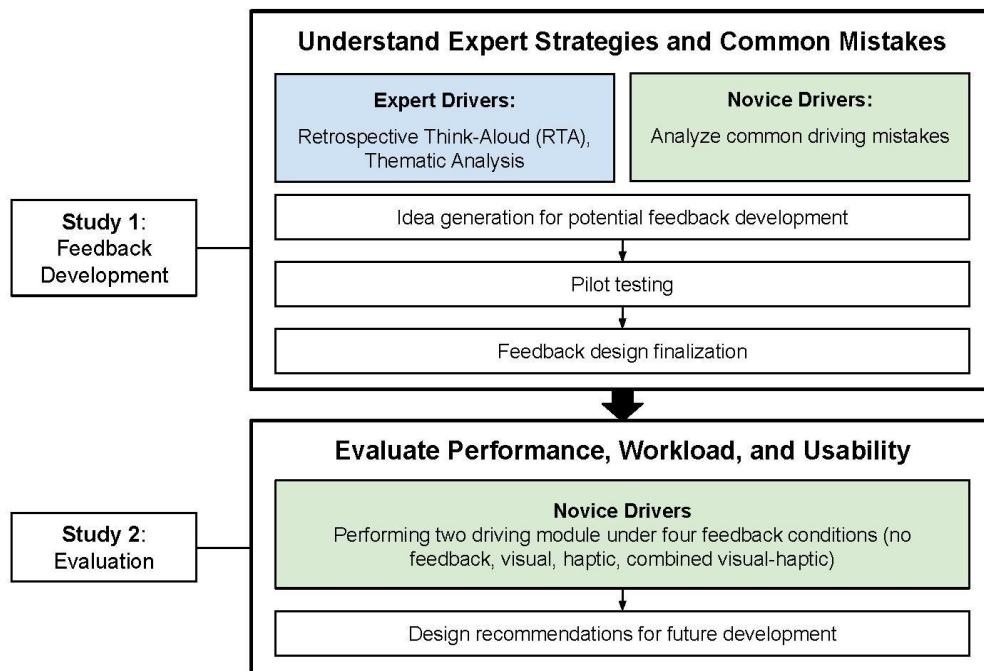 Understand Expert Strategies and Common Mistakes
Expert Drivers:
Retrospective Think-Aloud (RTA),
Thematic Analysis
Novice Drivers:
Analyze common driving mistakes
Study 1:
Feedback
Development
Idea generation for potential feedback development
Pilot testing
Feedback design finalization
Evaluate Performance, Workload, and Usability
Study 2:
Evaluation
Novice Drivers
Performing two driving module under four feedback conditions (no
feedback, visual, haptic, combined visual-haptic)
Design recommendations for future development